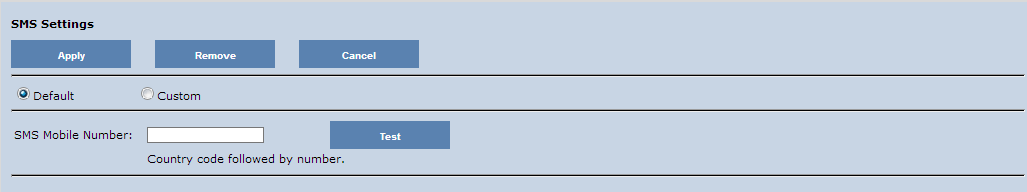 SMS Settings
Apply Remove Cancel
Default Custom
SMS Mobile Number: Test
Country code followed by number.